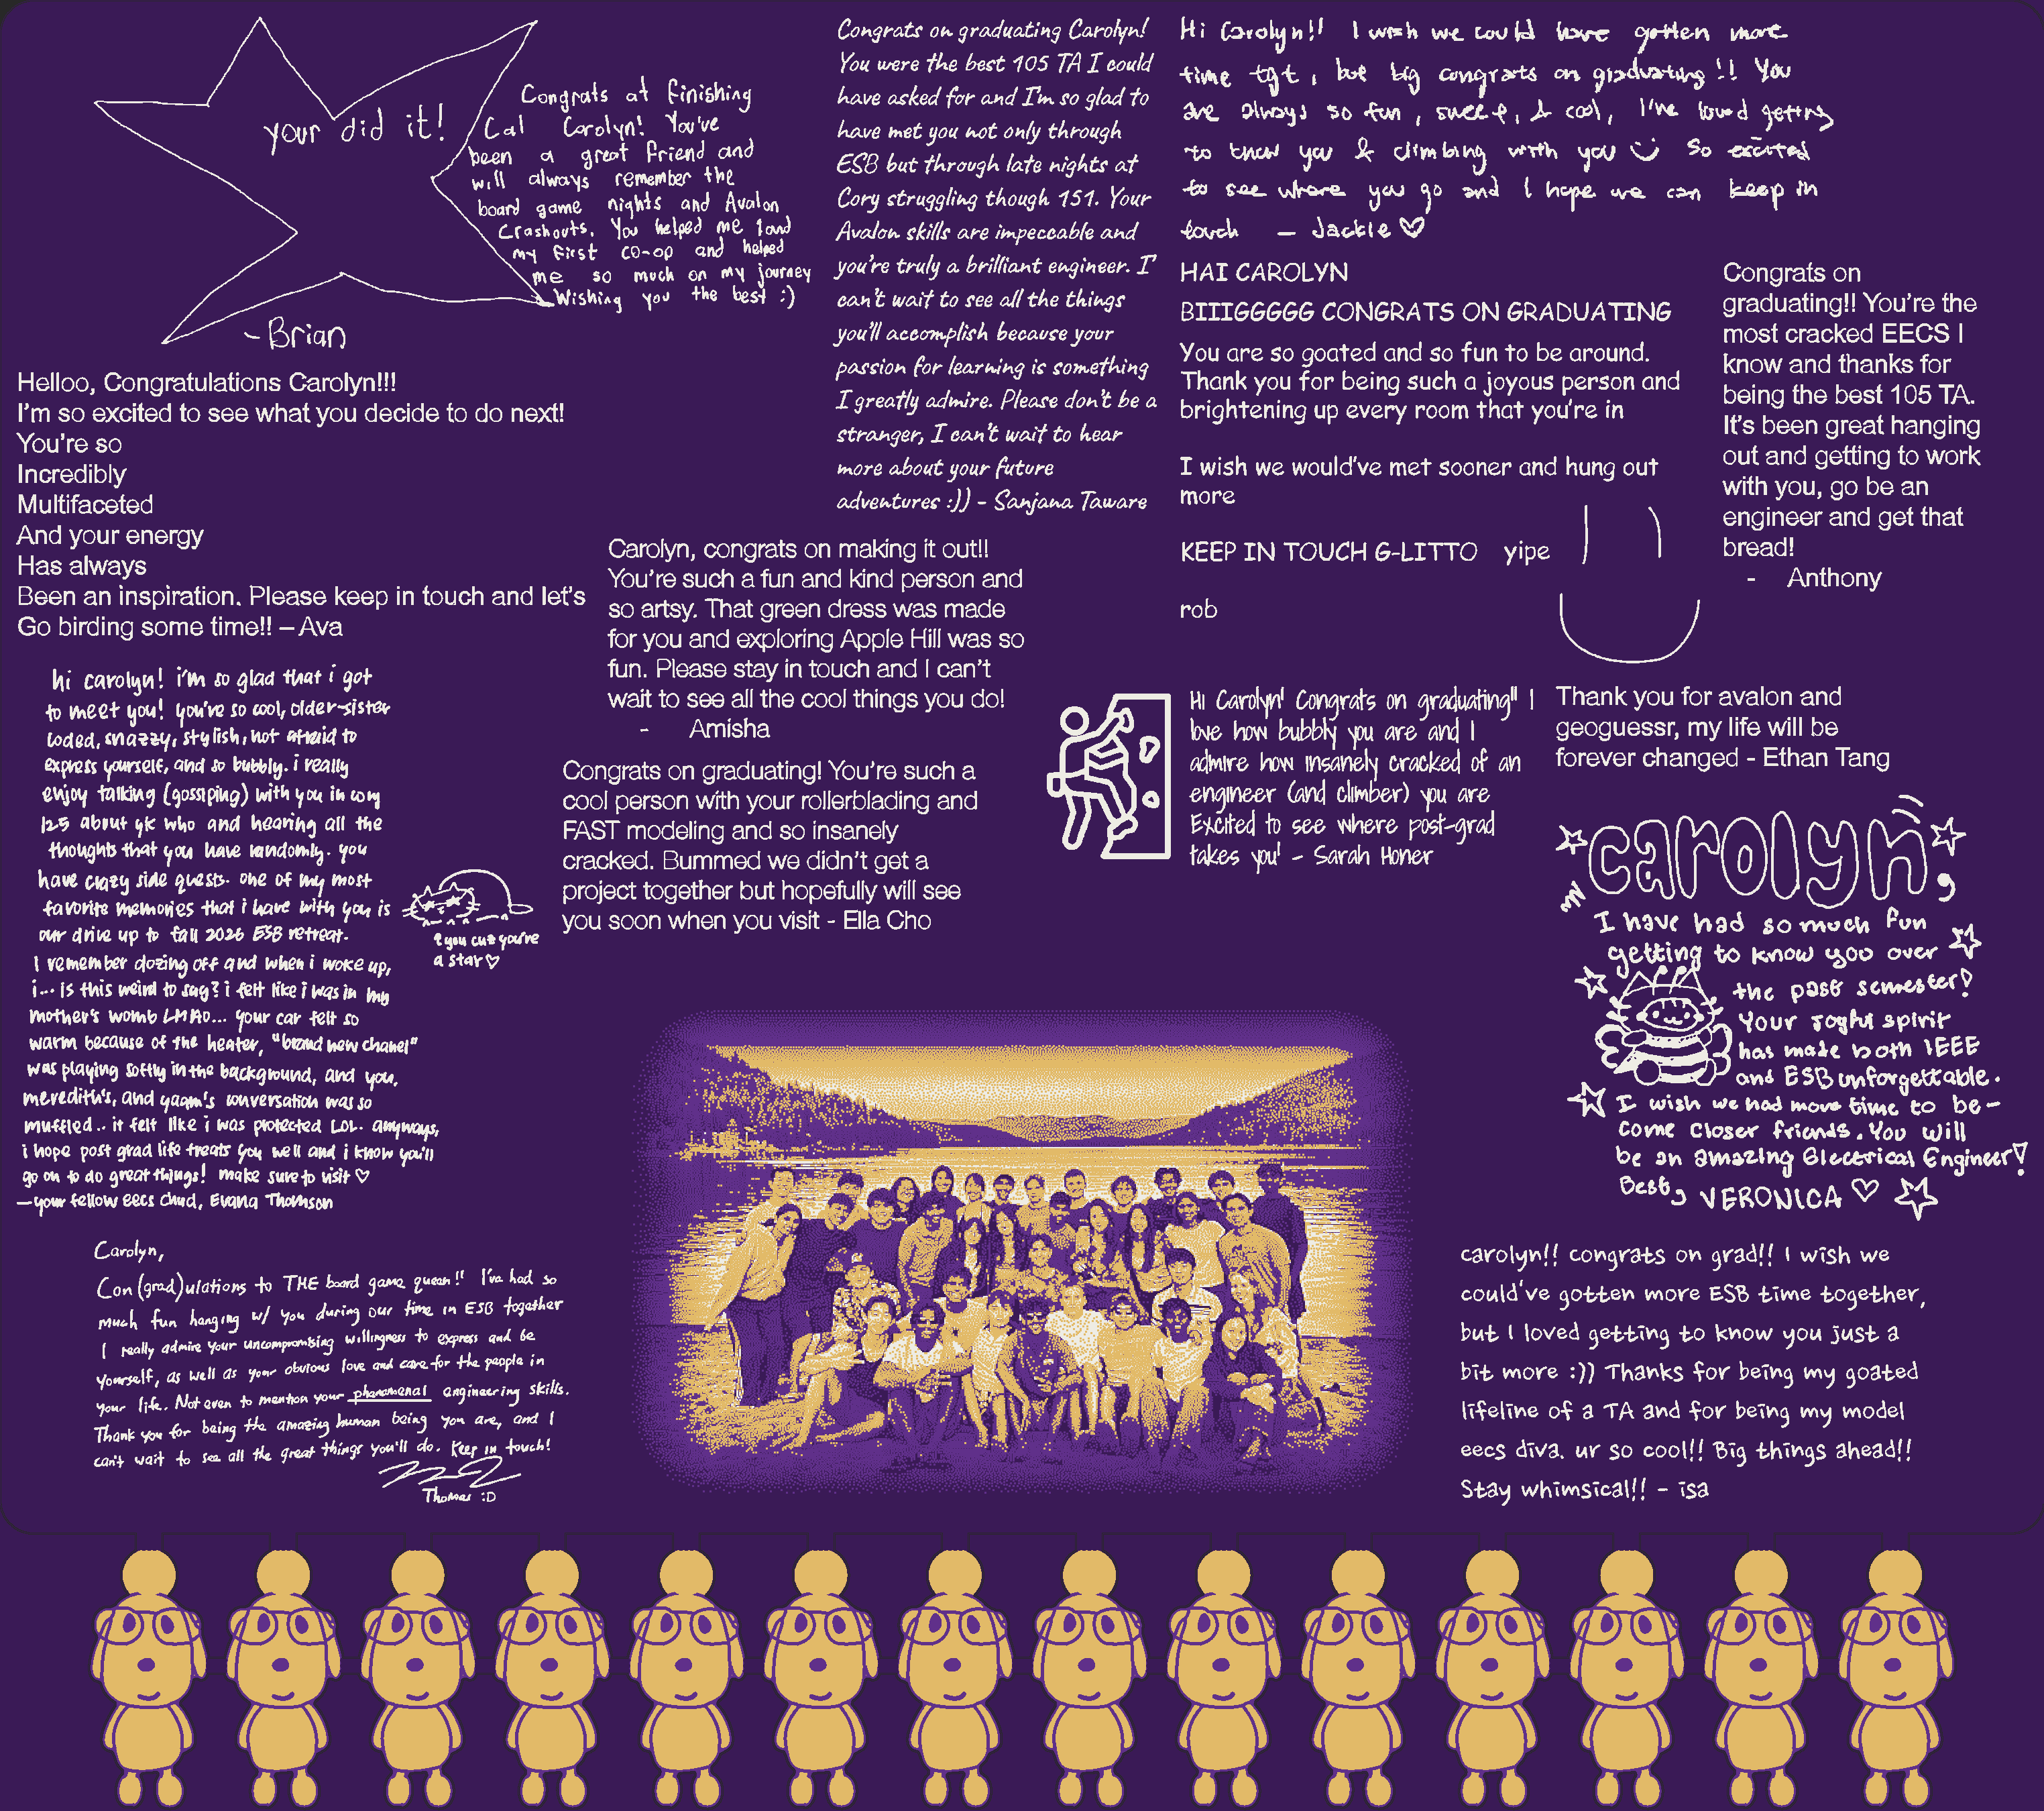 your did it!
Congrats at finishing
Cal Carolyn! You've
been a great friend and
will always remember the
board game nights and Avalon
Crashouts. You helped me land
my first co-op and helped
me so much on my journey
Wishing you the best :)
-Brian
Congrats on graduating Carolyn!
You were the best 105 TA I could
have asked for and I'm so glad to
have met you not only through
ESB but through late nights at
Cory struggling though 151. Your
Avalon skills are impeccable and
you're truly a brilliant engineer. I'
can't wait to see all the things
you'll accomplish because your
passion for learning is something
I greatly admire. Please don't be a
stranger, I can't wait to hear
more about your future
adventures :)) - Sanjana Taware
Hi Carolyn!! I wish we could have gotten more
time tgt, but big congrats on graduating!! You
are always so fun, sweet, & cool, I've loved getting
to know you & climbing with you :) So excited
to see where you go and I hope we can keep in
touch - Jackie ♡
HAI CAROLYN
BIIIGGGGG CONGRATS ON GRADUATING
You are so goated and so fun to be around.
Thank you for being such a joyous person and
brightening up every room that you're in
I wish we would've met sooner and hung out
more
KEEP IN TOUCH G-LITTO yipe
rob
Congrats on
graduating!! You're the
most cracked EECS I
know and thanks for
being the best 105 TA.
It's been great hanging
out and getting to work
with you, go be an
engineer and get that
bread!
- Anthony
Helloo, Congratulations Carolyn!!!
I'm so excited to see what you decide to do next!
You're so
Incredibly
Multifaceted
And your energy
Has always
Been an inspiration. Please keep in touch and let's
Go birding some time!! – Ava
Carolyn, congrats on making it out!!
You're such a fun and kind person and
so artsy. That green dress was made
for you and exploring Apple Hill was so
fun. Please stay in touch and I can't
wait to see all the cool things you do!
- Amisha
hi carolyn! i'm so glad that i got
to meet you! you're so cool, older-sister
coded, snazzy, stylish, not afraid to
express yourself, and so bubbly. i really
enjoy talking (gossiping) with you in cory
125 about yk who and hearing all the
thoughts that you have randomly. you
have crazy side quests. one of my most
favorite memories that i have with you is
our drive up to fall 2026 ESB retreat.
I remember dozing off and when i woke up,
i... is this weird to say? i felt like i was in my
mother's womb LMAO... your car felt so
warm because of the heater, "brand new chanel"
was playing softly in the background, and you,
meredith's, and yaam's conversation was so
muffled.. it felt like i was protected LOL. anyways,
i hope post grad life treats you well and i know you'll
go on to do great things! make sure to visit ♡
-your fellow eecs chud, Evana Thomson
you cuz you're
a star ♡
Congrats on graduating! You're such a
cool person with your rollerblading and
FAST modeling and so insanely
cracked. Bummed we didn't get a
project together but hopefully will see
you soon when you visit - Ella Cho
Hi Carolyn! Congrats on graduating!! I
love how bubbly you are and I
admire how insanely cracked of an
engineer (and climber) you are
Excited to see where post-grad
takes you! - Sarah Honer
Thank you for avalon and
geoguessr, my life will be
forever changed - Ethan Tang
carolyn,
I have had so much fun
getting to know you over
the past semester!
Your joyful spirit
has made both IEEE
and ESB unforgettable.
I wish we had more time to be-
come closer friends. You will
be an amazing Electrical Engineer!
Best, VERONICA ♡
Carolyn,
Con(grad)ulations to THE board game queen!! I've had so
much fun hanging w/ you during our time in ESB together
I really admire your uncompromising willingness to express and be
yourself, as well as your obvious love and care for the people in
your life. Not even to mention your phenomenal engineering skills.
Thank you for being the amazing human being you are, and I
can't wait to see all the great things you'll do. Keep in touch!
Thomas :D
carolyn!! congrats on grad!! I wish we
could've gotten more ESB time together,
but I loved getting to know you just a
bit more :)) Thanks for being my goated
lifeline of a TA and for being my model
eecs diva. ur so cool!! Big things ahead!!
Stay whimsical!! - isa